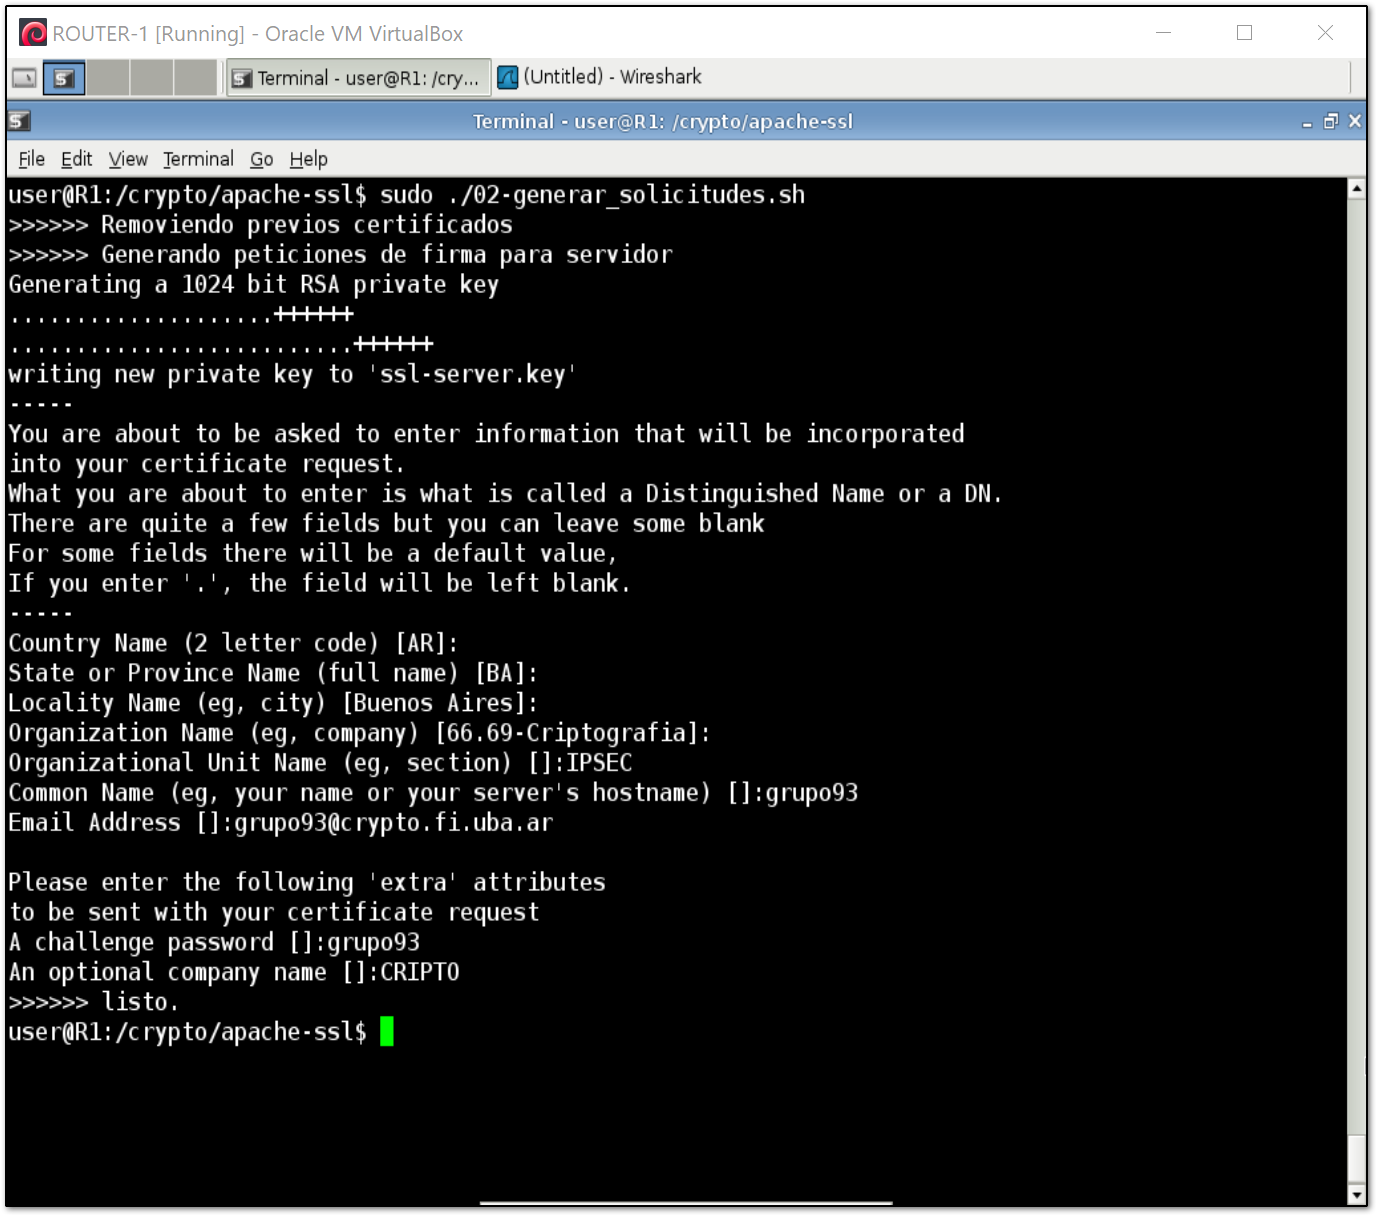 ROUTER-1 [Running] - Oracle VM VirtualBox
Terminal - user@R1: /cry... (Untitled) - Wireshark
Terminal - user@R1: /crypto/apache-ssl
File Edit View Terminal Go Help
user@R1:/crypto/apache-ssl$ sudo ./02-generar_solicitudes.sh
>>>>>> Removiendo previos certificados
>>>>>> Generando peticiones de firma para servidor
Generating a 1024 bit RSA private key
....................++++++
..........................++++++
writing new private key to 'ssl-server.key'
-----
You are about to be asked to enter information that will be incorporated
into your certificate request.
What you are about to enter is what is called a Distinguished Name or a DN.
There are quite a few fields but you can leave some blank
For some fields there will be a default value,
If you enter '.', the field will be left blank.
-----
Country Name (2 letter code) [AR]:
State or Province Name (full name) [BA]:
Locality Name (eg, city) [Buenos Aires]:
Organization Name (eg, company) [66.69-Criptografia]:
Organizational Unit Name (eg, section) []:IPSEC
Common Name (eg, your name or your server's hostname) []:grupo93
Email Address []:grupo93@crypto.fi.uba.ar
Please enter the following 'extra' attributes
to be sent with your certificate request
A challenge password []:grupo93
An optional company name []:CRIPTO
>>>>>> listo.
user@R1:/crypto/apache-ssl$